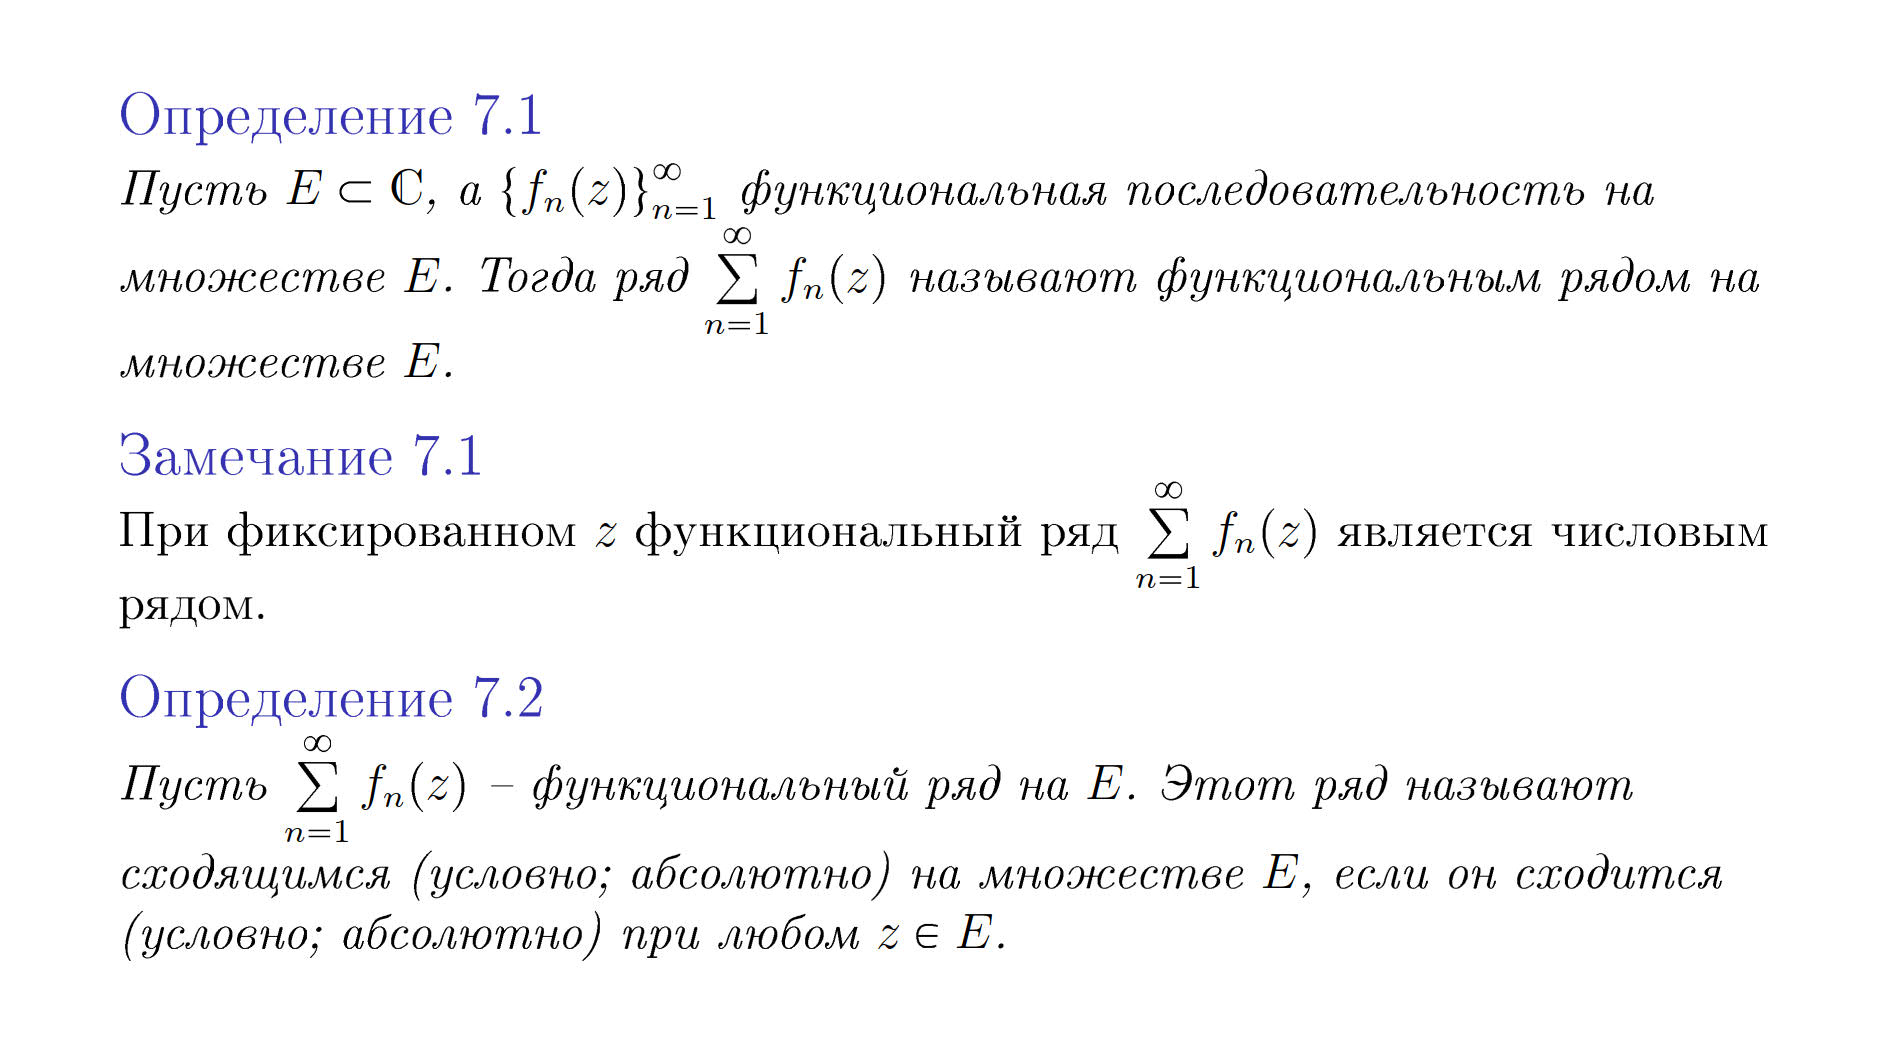 Определение 7.1
Пусть $E \subset \mathbb{C}$, а $\{f_n(z)\}_{n=1}^{\infty}$ функциональная последовательность на
множестве $E$. Тогда ряд $\sum\limits_{n=1}^{\infty} f_n(z)$ называют функциональным рядом на
множестве $E$.
Замечание 7.1
При фиксированном $z$ функциональный ряд $\sum\limits_{n=1}^{\infty} f_n(z)$ является числовым
рядом.
Определение 7.2
Пусть $\sum\limits_{n=1}^{\infty} f_n(z)$ – функциональный ряд на $E$. Этот ряд называют
сходящимся (условно; абсолютно) на множестве $E$, если он сходится
(условно; абсолютно) при любом $z \in E$.